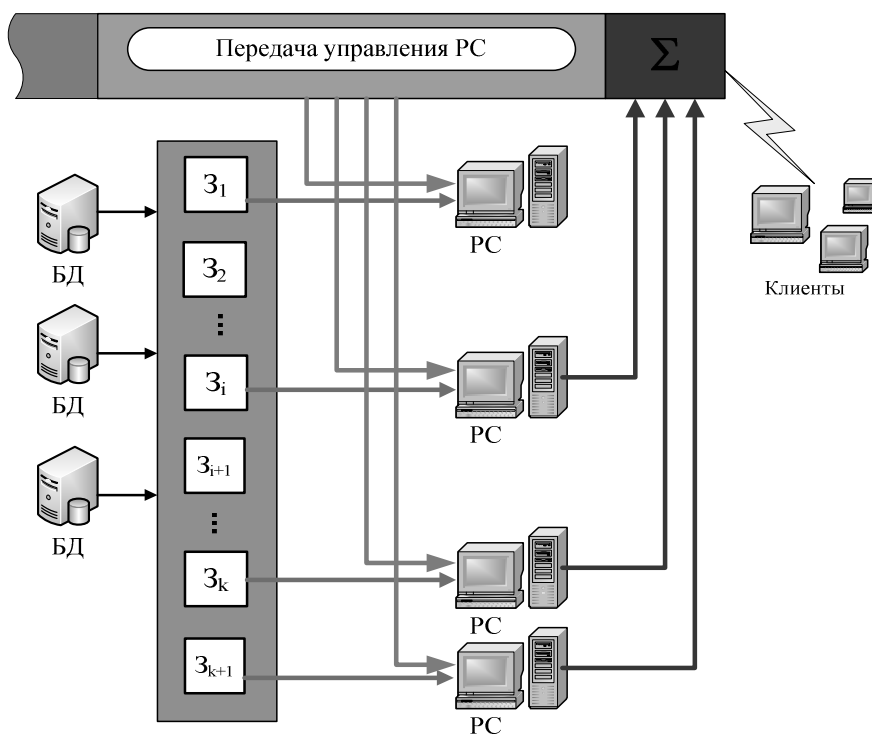 Передача управления РС
Σ
З1
БД
РС
З2
Клиенты
...
БД
Зi
РС
Зi+1
БД
...
Зk
РС
Зk+1
РС